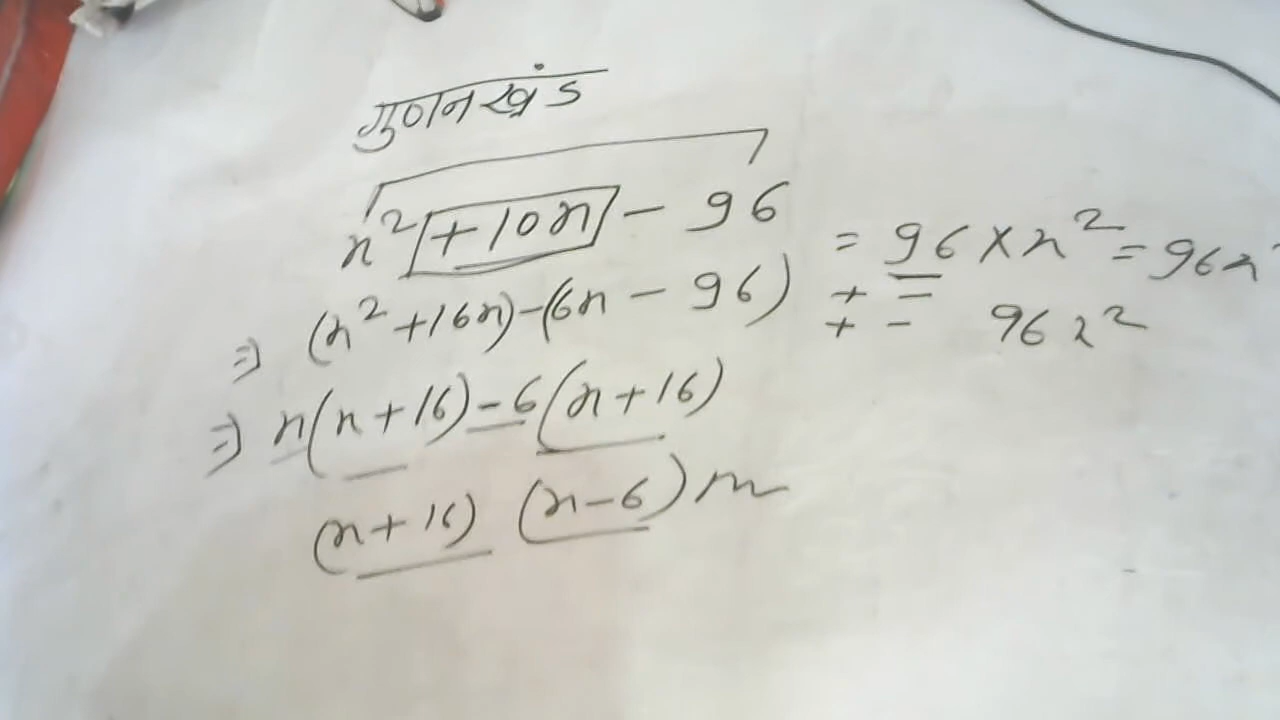 गुणनखंड
x² +10x - 96
= 96 × x² = 96x²
⇒ (x² +16x)-(6x - 96)
+ =
+ - 96x²
⇒ x(x+16)-6(x+16)
(x+16) (x-6)